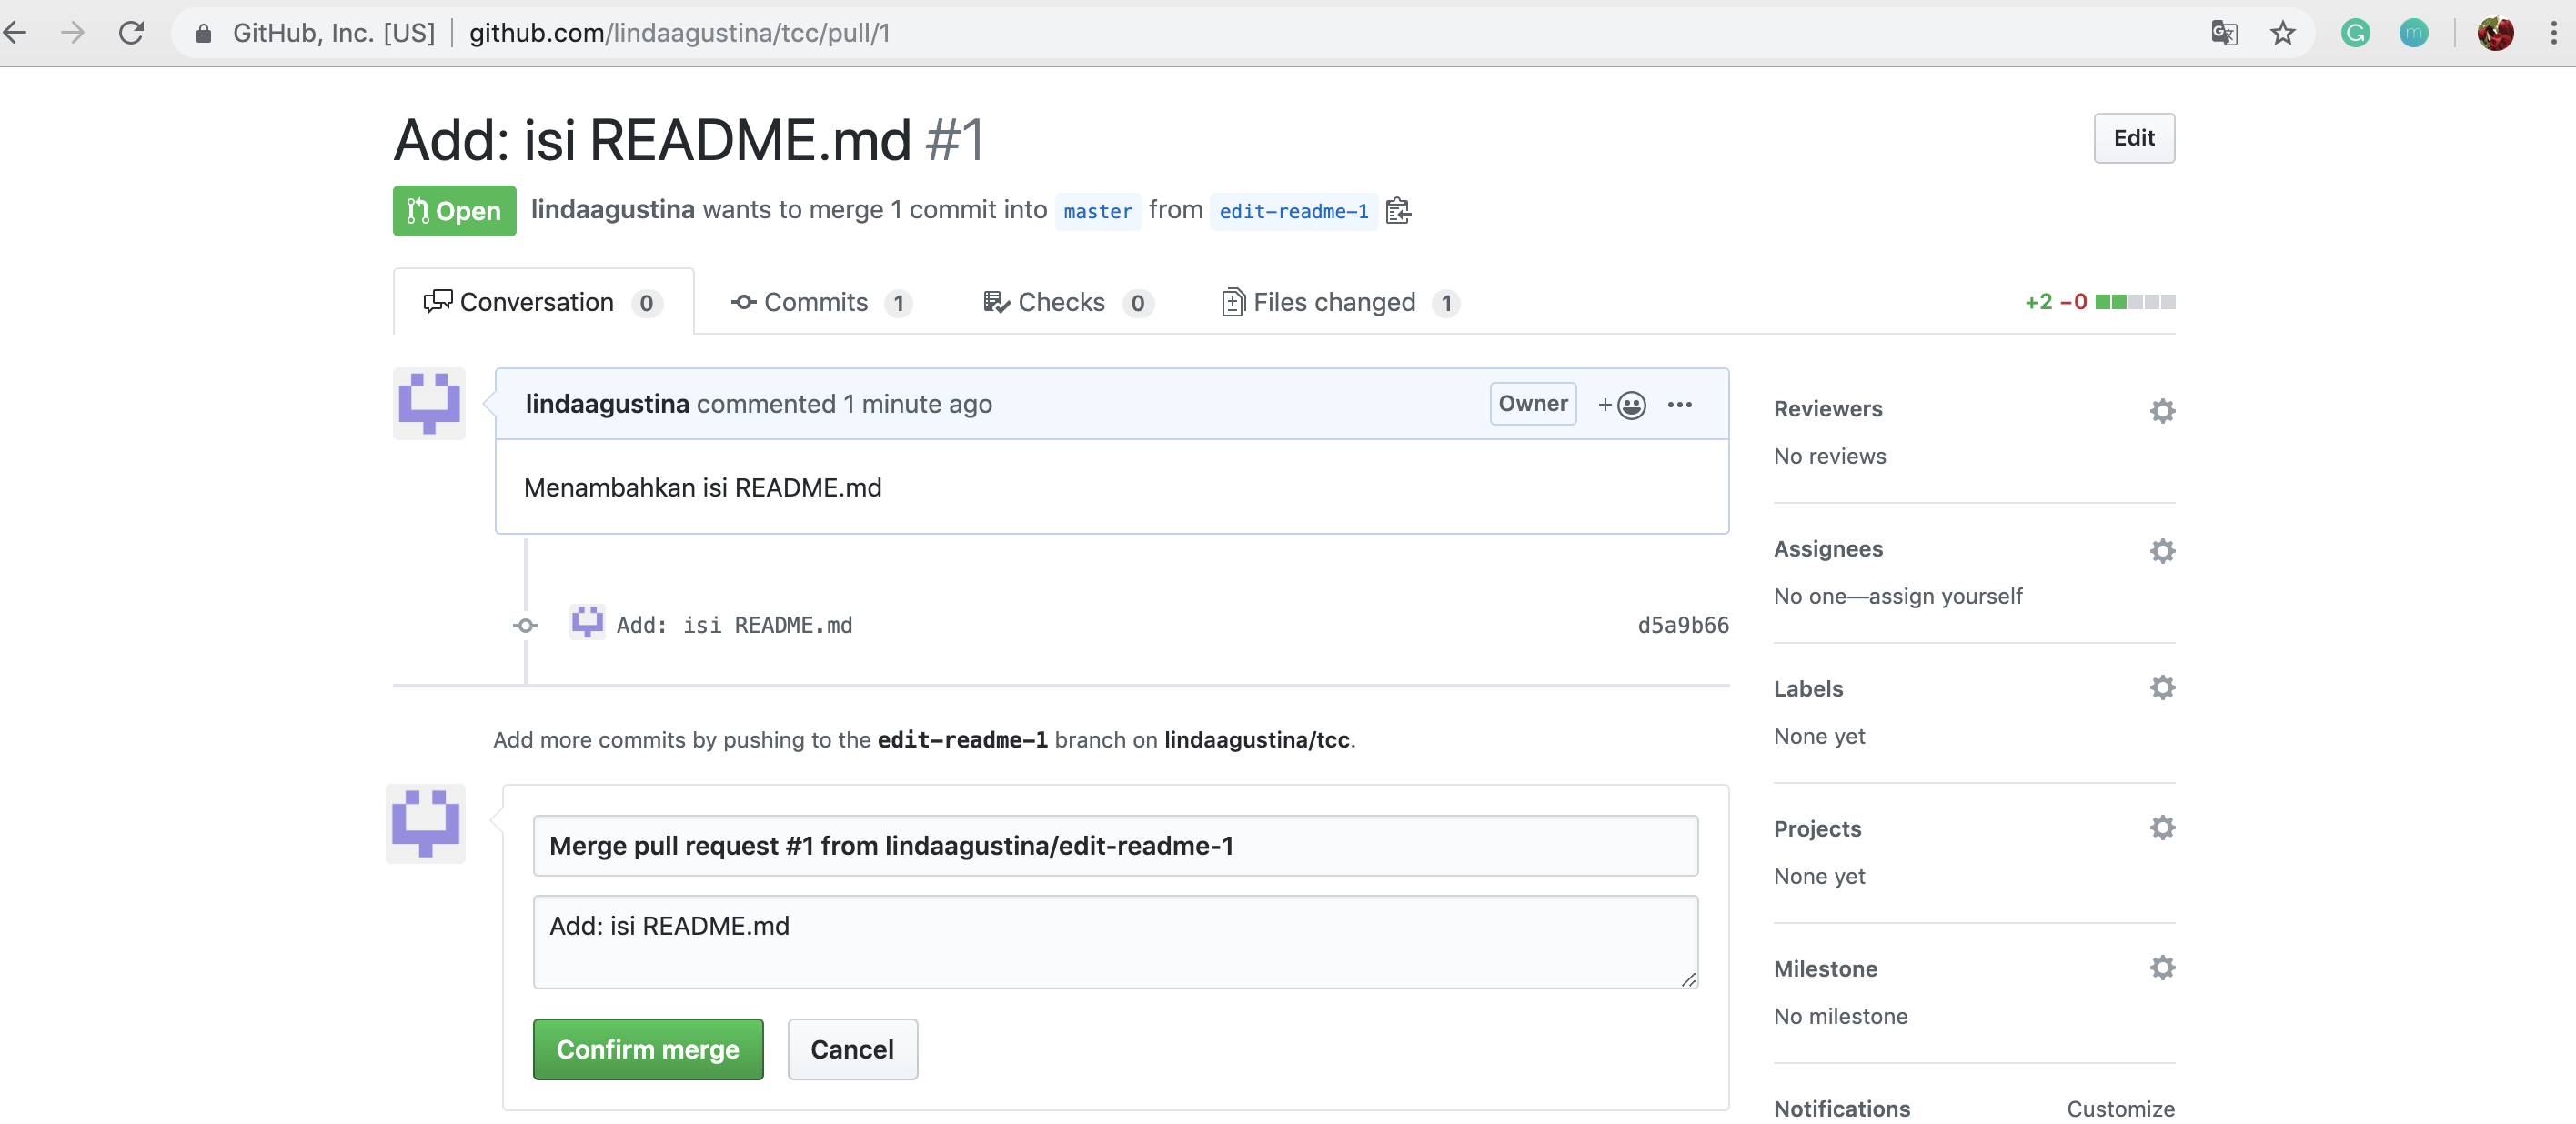 GitHub, Inc. [US] github.com/lindaagustina/tcc/pull/1
Add: isi README.md #1
Edit
Open lindaagustina wants to merge 1 commit into master from edit-readme-1
Conversation 0 Commits 1 Checks 0 Files changed 1 +2 −0
lindaagustina commented 1 minute ago Owner
Menambahkan isi README.md
Add: isi README.md d5a9b66
Add more commits by pushing to the edit-readme-1 branch on lindaagustina/tcc.
Merge pull request #1 from lindaagustina/edit-readme-1
Add: isi README.md
Confirm merge Cancel
Reviewers
No reviews
Assignees
No one—assign yourself
Labels
None yet
Projects
None yet
Milestone
No milestone
Notifications Customize